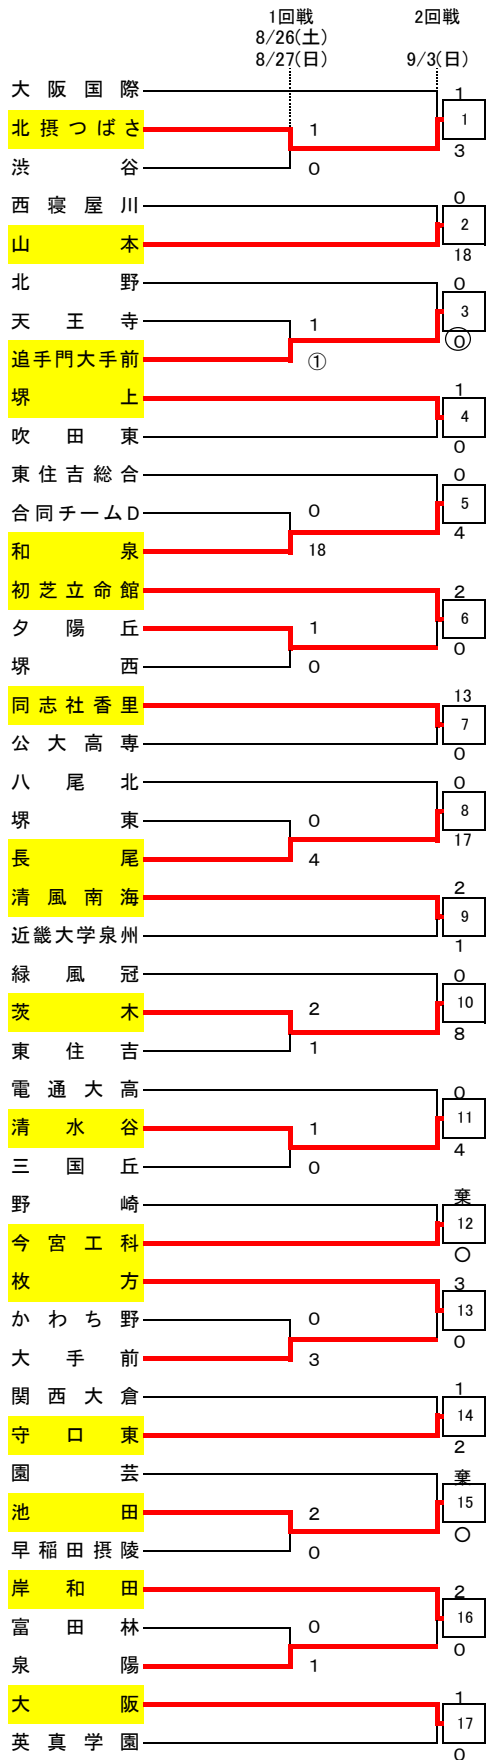 1回戦 2回戦
8/26(土)
8/27(日) 9/3(日)
大阪国際 1
1
北摂つばさ 1
3
渋谷 0
西寝屋川 0
2
山本 18
北野 0
3
天王寺 1
0
追手門大手前 ①
堺上 1
4
吹田東 0
東住吉総合 0
5
合同チームD 0
4
和泉 18
初芝立命館 2
6
夕陽丘 1
0
堺西 0
同志社香里 13
7
公大高専 0
八尾北 0
8
堺東 0
17
長尾 4
清風南海 2
9
近畿大学泉州 1
緑風冠 0
10
茨木 2
8
東住吉 1
電通大高 0
11
清水谷 1
4
三国丘 0
野崎 棄
12
今宮工科 ○
枚方 3
13
かわち野 0
0
大手前 3
関西大倉 1
14
守口東 2
園芸 棄
15
池田 2
○
早稲田摂陵 0
岸和田 2
16
富田林 0
0
泉陽 1
大阪 1
17
英真学園 0